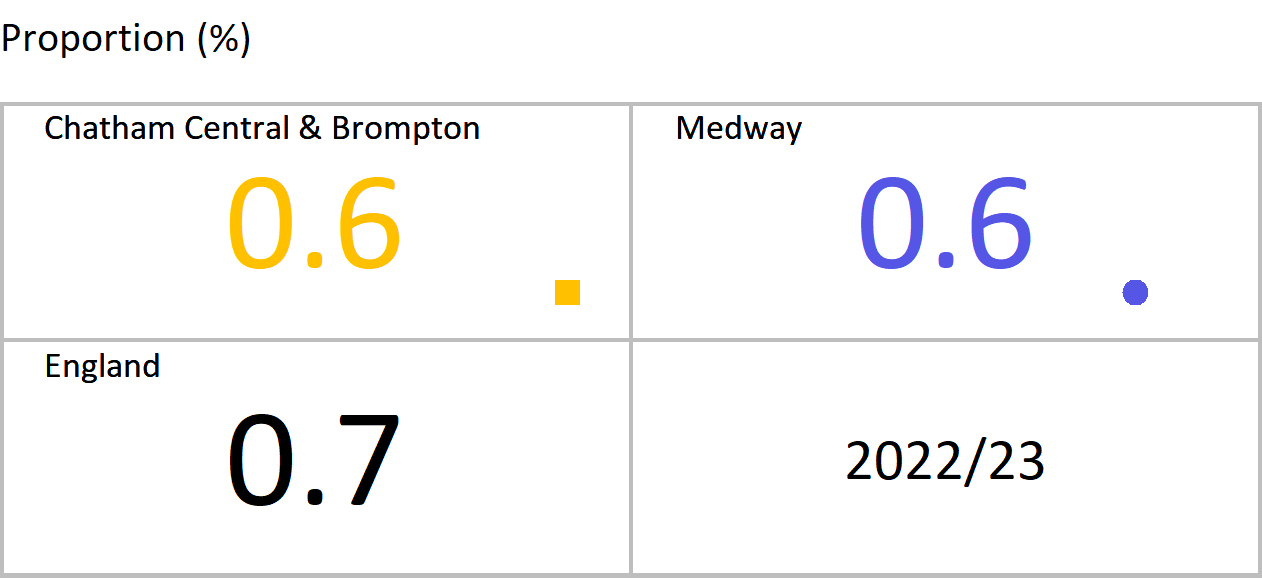 Proportion (%)
Chatham Central & Brompton
0.6
Medway
0.6
England
0.7
2022/23